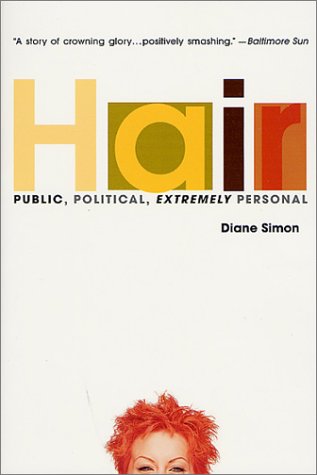 "A story of crowning glory...positively smashing." —Baltimore Sun
Hair
PUBLIC, POLITICAL, EXTREMELY PERSONAL
Diane Simon